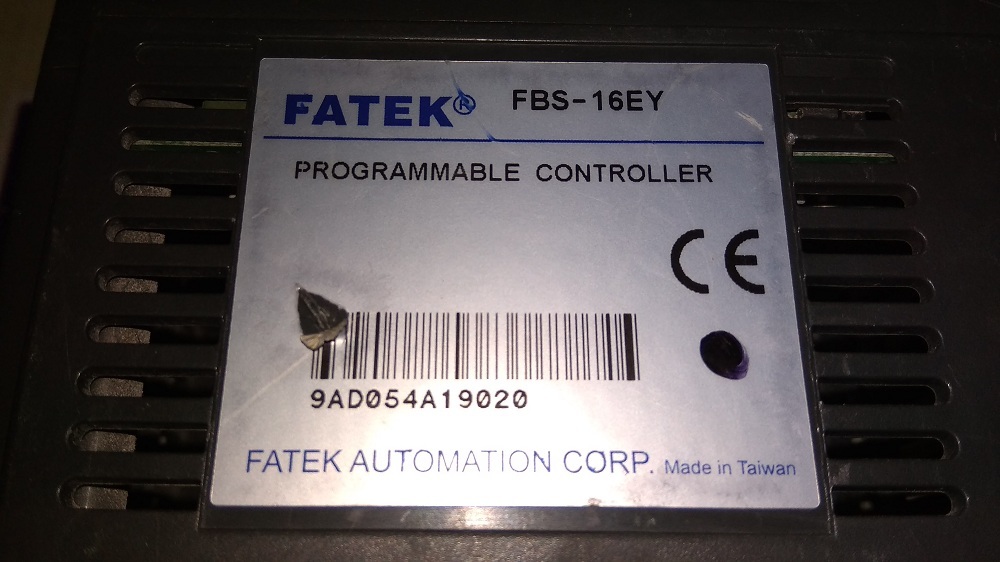 FATEK® FBS-16EY
PROGRAMMABLE CONTROLLER
CE
9AD054A19020
FATEK AUTOMATION CORP. Made in Taiwan